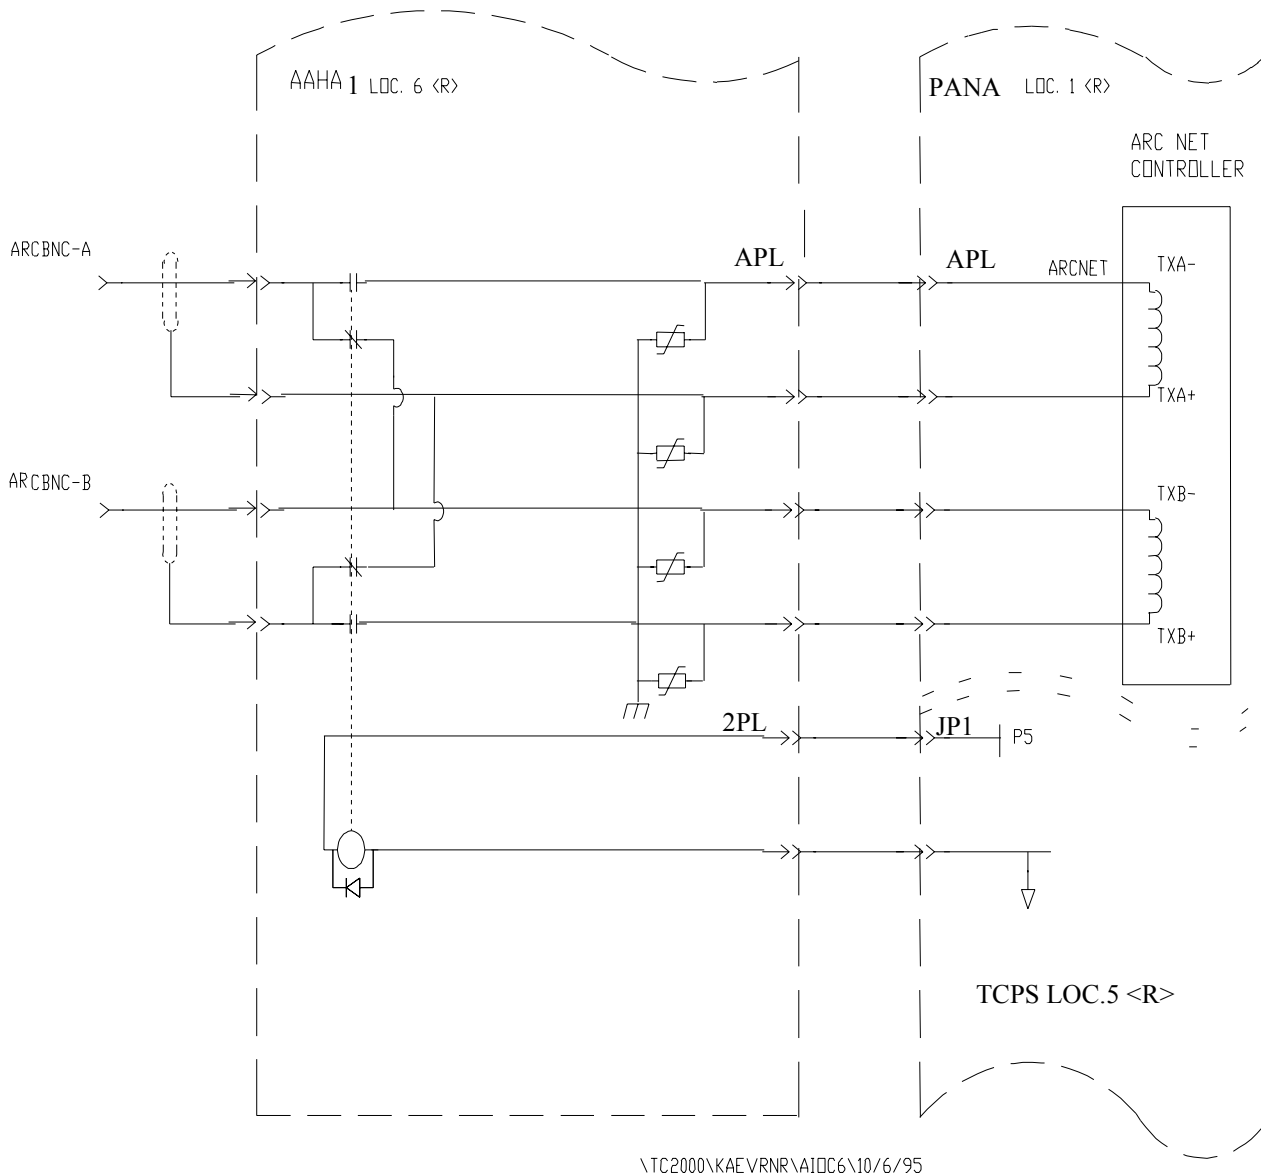 AAHA 1 LOC. 6 <R>
PANA LOC. 1 <R>
ARC NET
CONTROLLER
ARCBNC-A
APL
APL
ARCNET
TXA-
TXA+
ARCBNC-B
TXB-
TXB+
2PL
JP1
P5
TCPS LOC.5 <R>
\TC2000\KAEVRNR\AIOC6\10/6/95